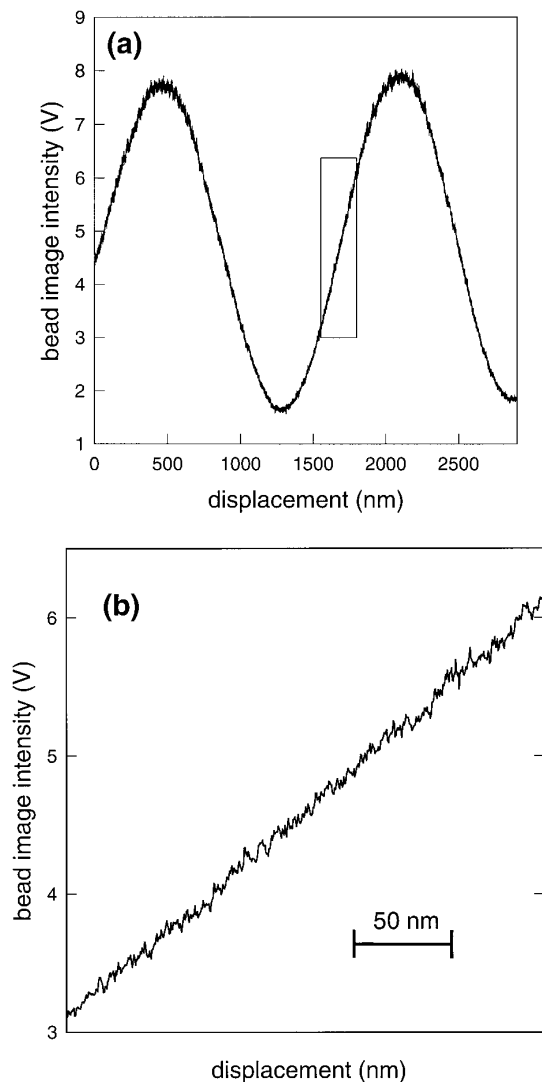 (a)
bead image intensity (V)
9
8
7
6
5
4
3
2
1
0
500
1000
1500
2000
2500
displacement (nm)
(b)
bead image intensity (V)
6
5
4
3
50 nm
displacement (nm)